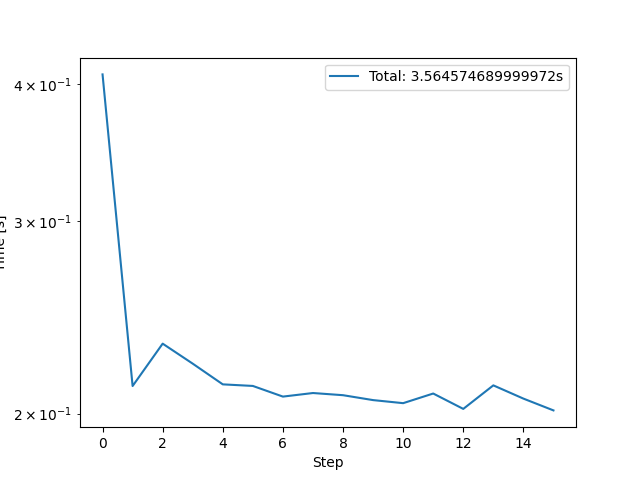 Total: 3.564574689999972s
4 × 10⁻¹
3 × 10⁻¹
2 × 10⁻¹
[s]
0 2 4 6 8 10 12 14
Step